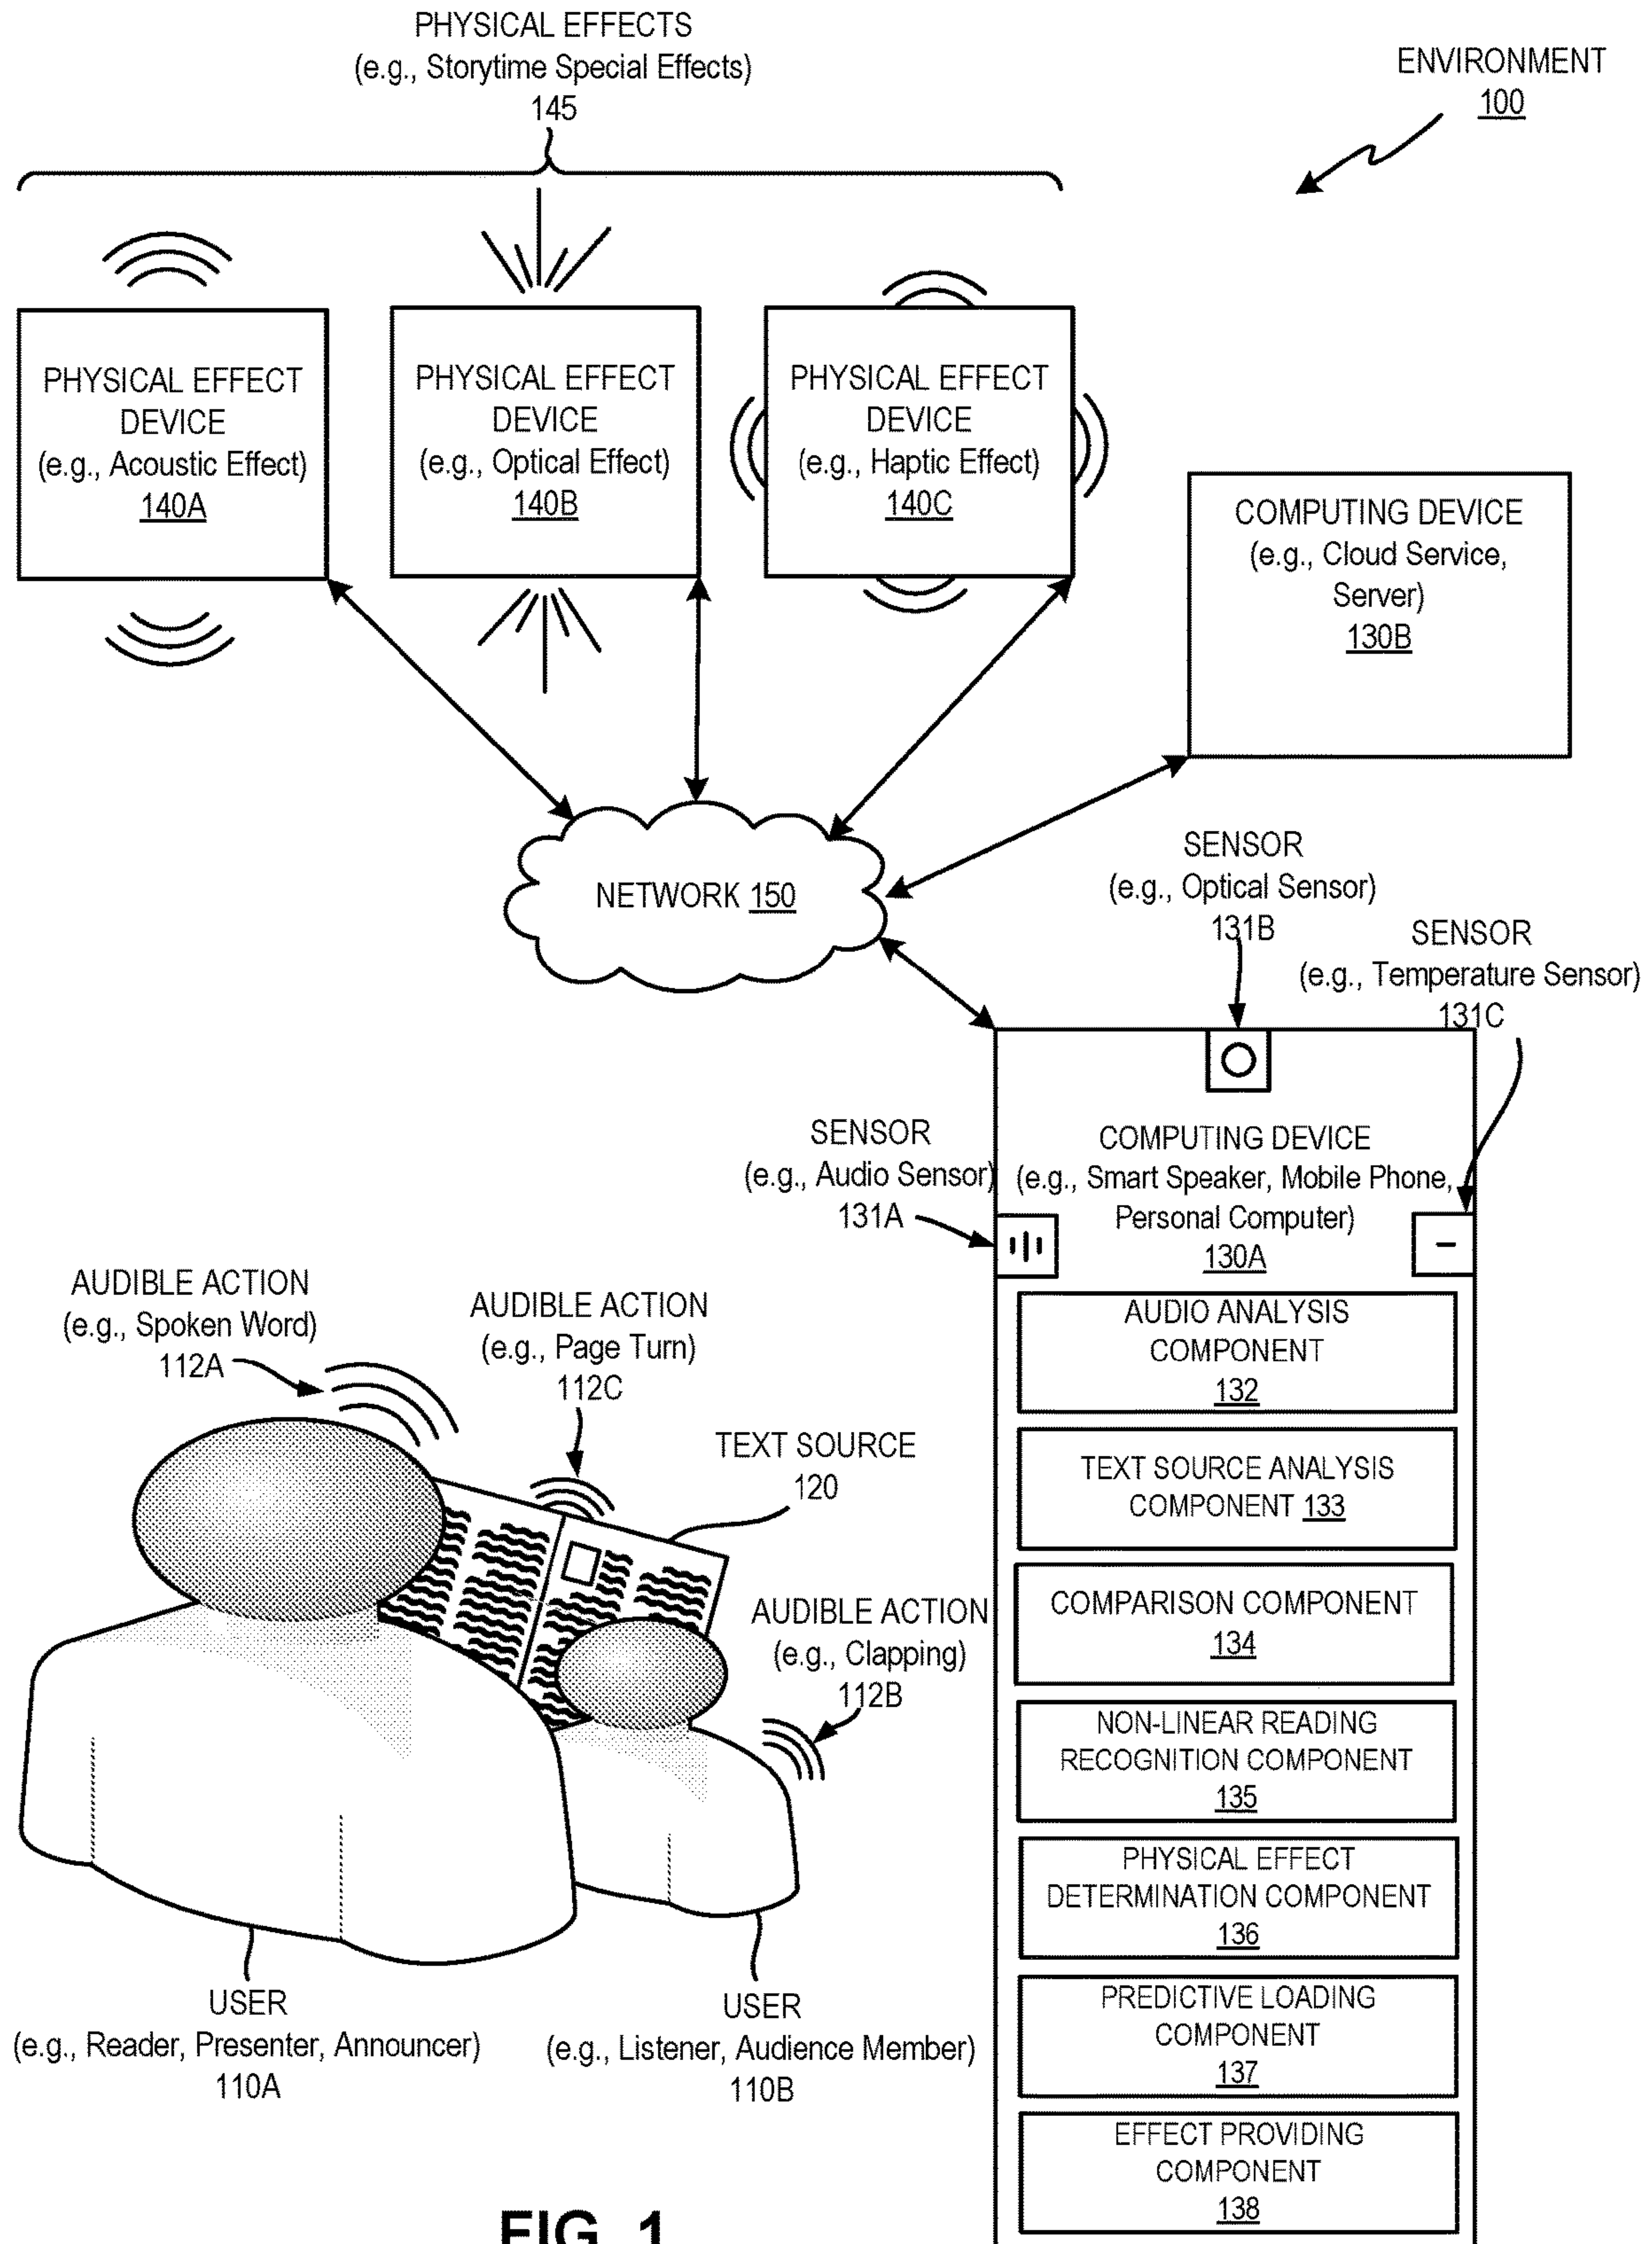 PHYSICAL EFFECTS
(e.g., Storytime Special Effects)
145
ENVIRONMENT
100
PHYSICAL EFFECT
DEVICE
(e.g., Acoustic Effect)
140A
PHYSICAL EFFECT
DEVICE
(e.g., Optical Effect)
140B
PHYSICAL EFFECT
DEVICE
(e.g., Haptic Effect)
140C
COMPUTING DEVICE
(e.g., Cloud Service,
Server)
130B
NETWORK 150
SENSOR
(e.g., Optical Sensor)
131B
SENSOR
(e.g., Temperature Sensor)
131C
SENSOR
(e.g., Audio Sensor)
131A
COMPUTING DEVICE
(e.g., Smart Speaker, Mobile Phone,
Personal Computer)
130A
AUDIO ANALYSIS
COMPONENT
132
TEXT SOURCE ANALYSIS
COMPONENT 133
COMPARISON COMPONENT
134
NON-LINEAR READING
RECOGNITION COMPONENT
135
PHYSICAL EFFECT
DETERMINATION COMPONENT
136
PREDICTIVE LOADING
COMPONENT
137
EFFECT PROVIDING
COMPONENT
138
AUDIBLE ACTION
(e.g., Spoken Word)
112A
AUDIBLE ACTION
(e.g., Page Turn)
112C
TEXT SOURCE
120
AUDIBLE ACTION
(e.g., Clapping)
112B
USER
(e.g., Reader, Presenter, Announcer)
110A
USER
(e.g., Listener, Audience Member)
110B
FIG. 1